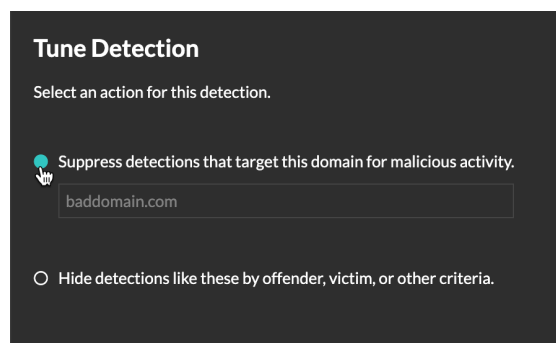 Tune Detection
Select an action for this detection.
Suppress detections that target this domain for malicious activity.
baddomain.com
Hide detections like these by offender, victim, or other criteria.